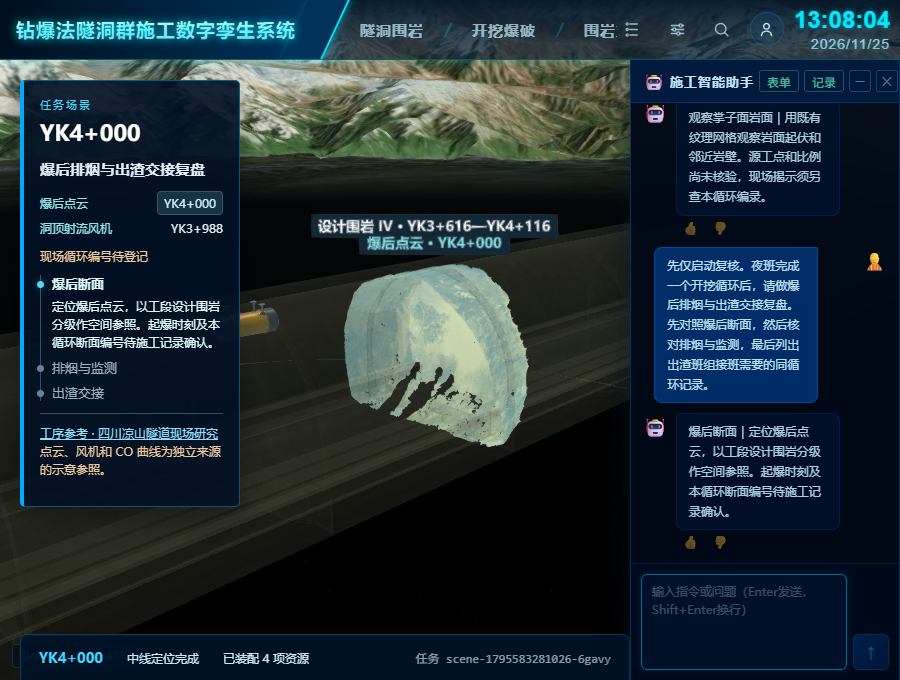 钻爆法隧洞群施工数字孪生系统
隧洞围岩 / 开挖爆破 / 围岩
13:08:04
2026/11/25
任务场景
YK4+000
爆后排烟与出渣交接复盘
爆后点云 YK4+000
洞顶射流风机 YK3+988
现场循环编号待登记
爆后断面
定位爆后点云，以工段设计围岩
分级作空间参照。起爆时刻及本
循环断面编号待施工记录确认。
排烟与监测
出渣交接
工序参考 · 四川凉山隧道现场研究
点云、风机和 CO 曲线为独立来源
的示意参照。
设计围岩 IV · YK3+616—YK4+116
爆后点云 · YK4+000
YK4+000 中线定位完成 已装配 4 项资源 任务 scene-1795583281026-6gavy
施工智能助手 表单 记录
观察掌子面岩面｜用既有
纹理网格观察岩面起伏和
邻近岩壁。源工点和比例
尚未核验，现场揭示须另
查本循环编录。
先仅启动复核。夜班完成
一个开挖循环后，请做爆
后排烟与出渣交接复盘。
先对照爆后断面，然后核
对排烟与监测，最后列出
出渣班组接班需要的同循
环记录。
爆后断面｜定位爆后点
云，以工段设计围岩分级
作空间参照。起爆时刻及
本循环断面编号待施工记
录确认。
输入指令或问题（Enter发送，
Shift+Enter换行）